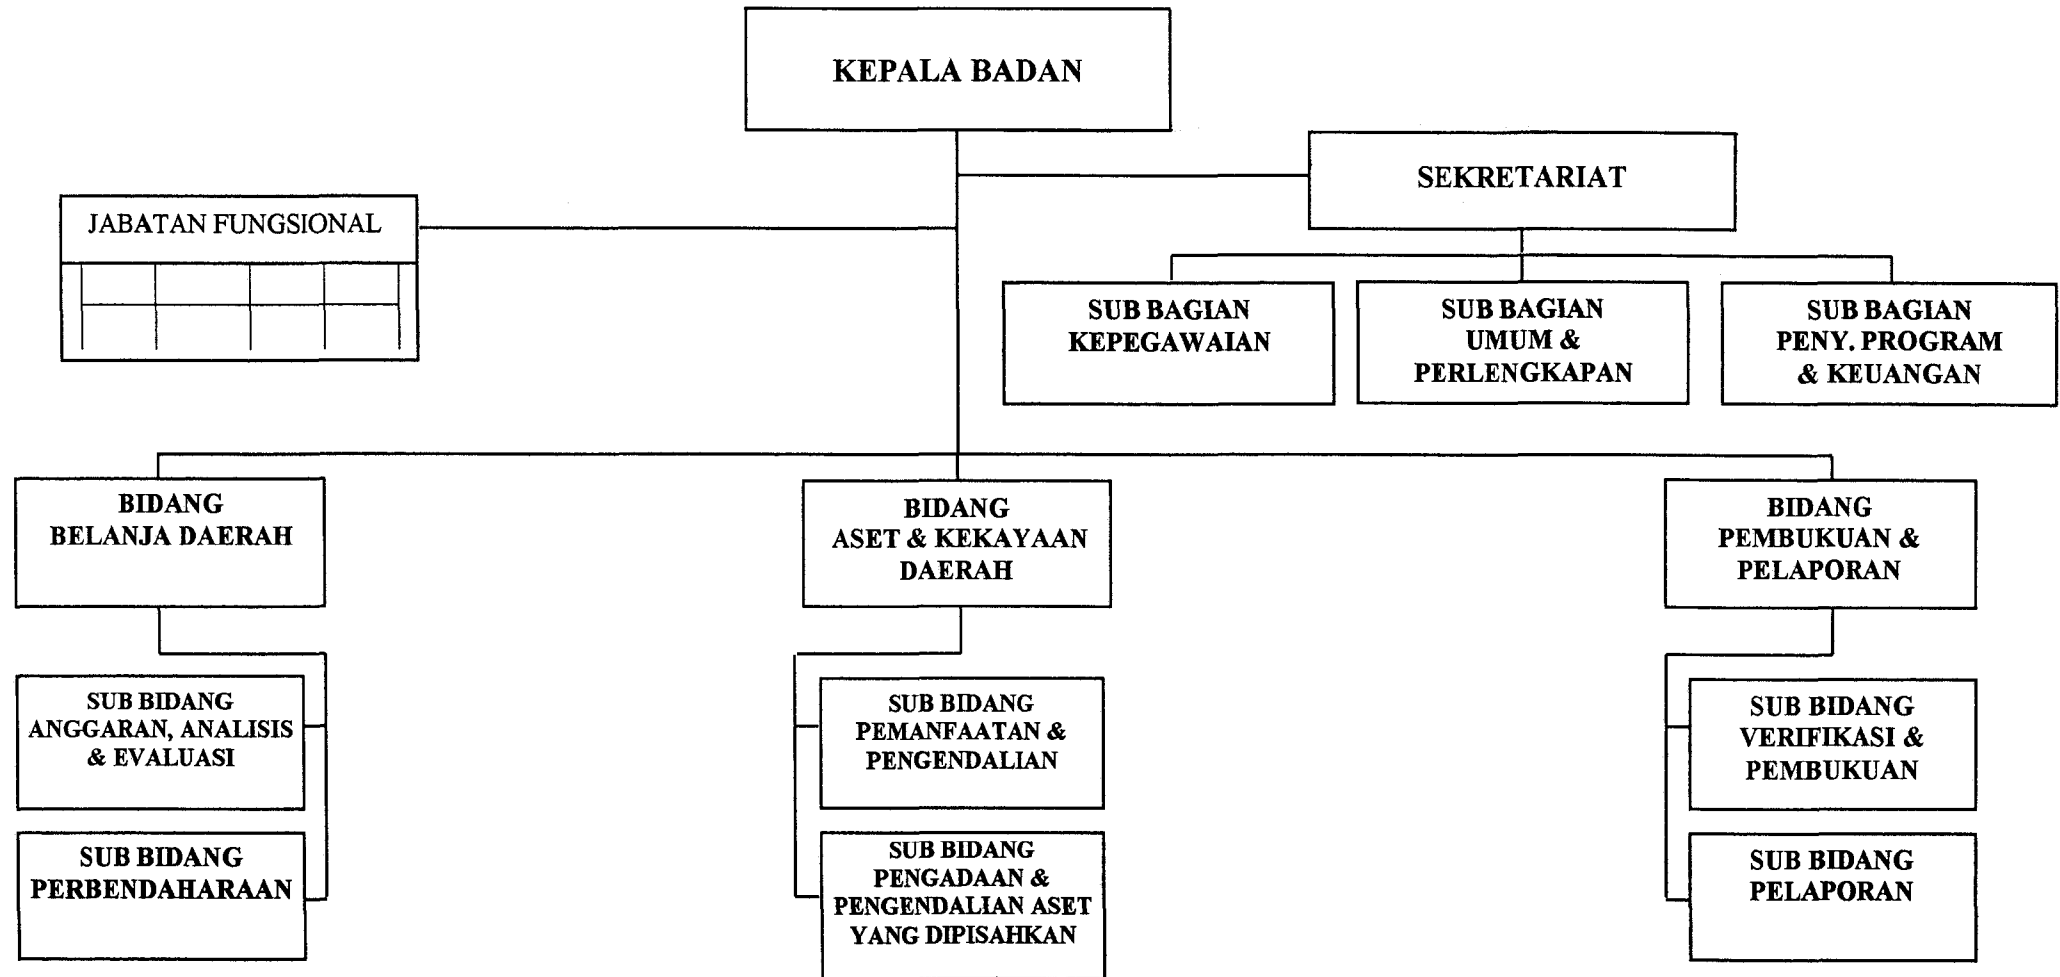 KEPALA BADAN
SEKRETARIAT
JABATAN FUNGSIONAL
SUB BAGIAN
KEPEGAWAIAN
SUB BAGIAN
UMUM &
PERLENGKAPAN
SUB BAGIAN
PENY. PROGRAM
& KEUANGAN
BIDANG
BELANJA DAERAH
BIDANG
ASET & KEKAYAAN
DAERAH
BIDANG
PEMBUKUAN &
PELAPORAN
SUB BIDANG
ANGGARAN, ANALISIS
& EVALUASI
SUB BIDANG
PEMANFAATAN &
PENGENDALIAN
SUB BIDANG
VERIFIKASI &
PEMBUKUAN
SUB BIDANG
PERBENDAHARAAN
SUB BIDANG
PENGADAAN &
PENGENDALIAN ASET
YANG DIPISAHKAN
SUB BIDANG
PELAPORAN